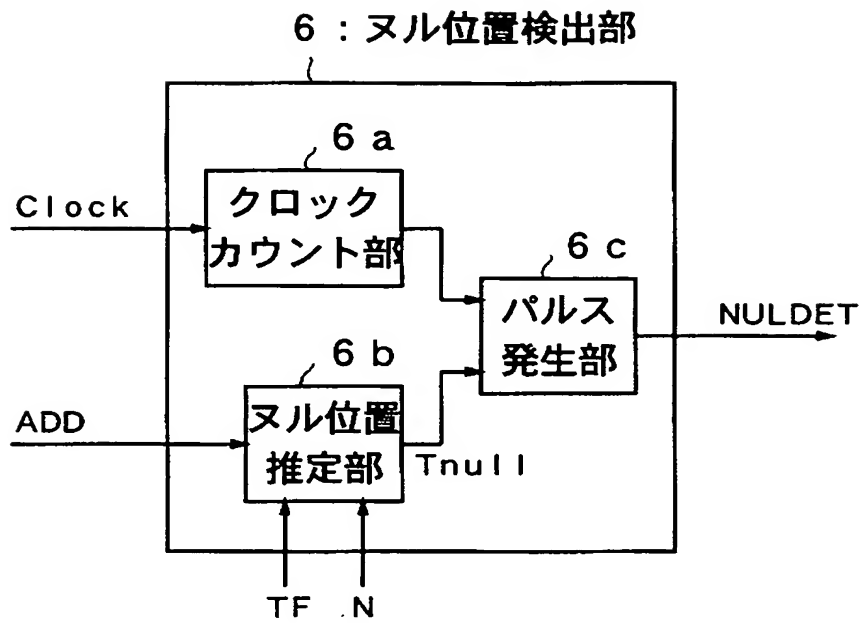 6：ヌル位置検出部
6a
Clock
クロック
カウント部
6c
パルス
発生部
NULDET
6b
ADD
ヌル位置
推定部
Tnull
TF
N